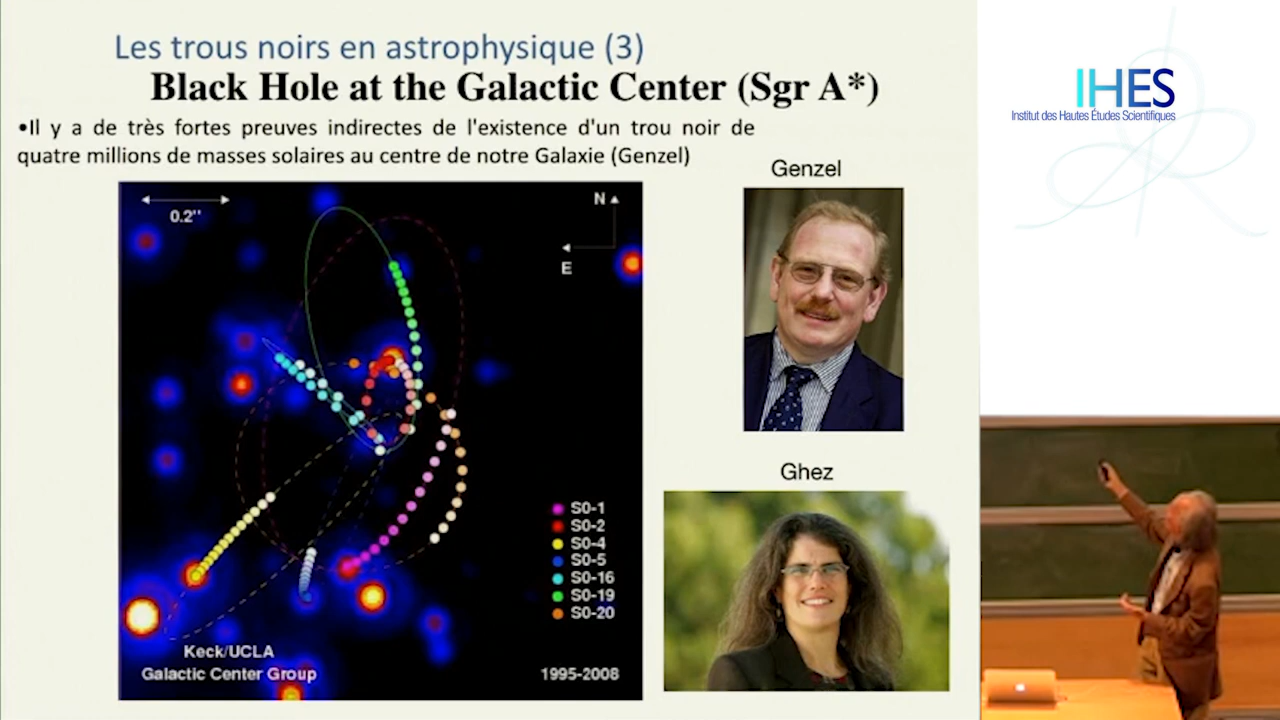 Les trous noirs en astrophysique (3)
Black Hole at the Galactic Center (Sgr A*)
•Il y a de très fortes preuves indirectes de l'existence d'un trou noir de
quatre millions de masses solaires au centre de notre Galaxie (Genzel)
0.2''
N
E
S0-1
S0-2
S0-4
S0-5
S0-16
S0-19
S0-20
Keck/UCLA
Galactic Center Group
1995-2008
Genzel
Ghez
IHES
Institut des Hautes Études Scientifiques